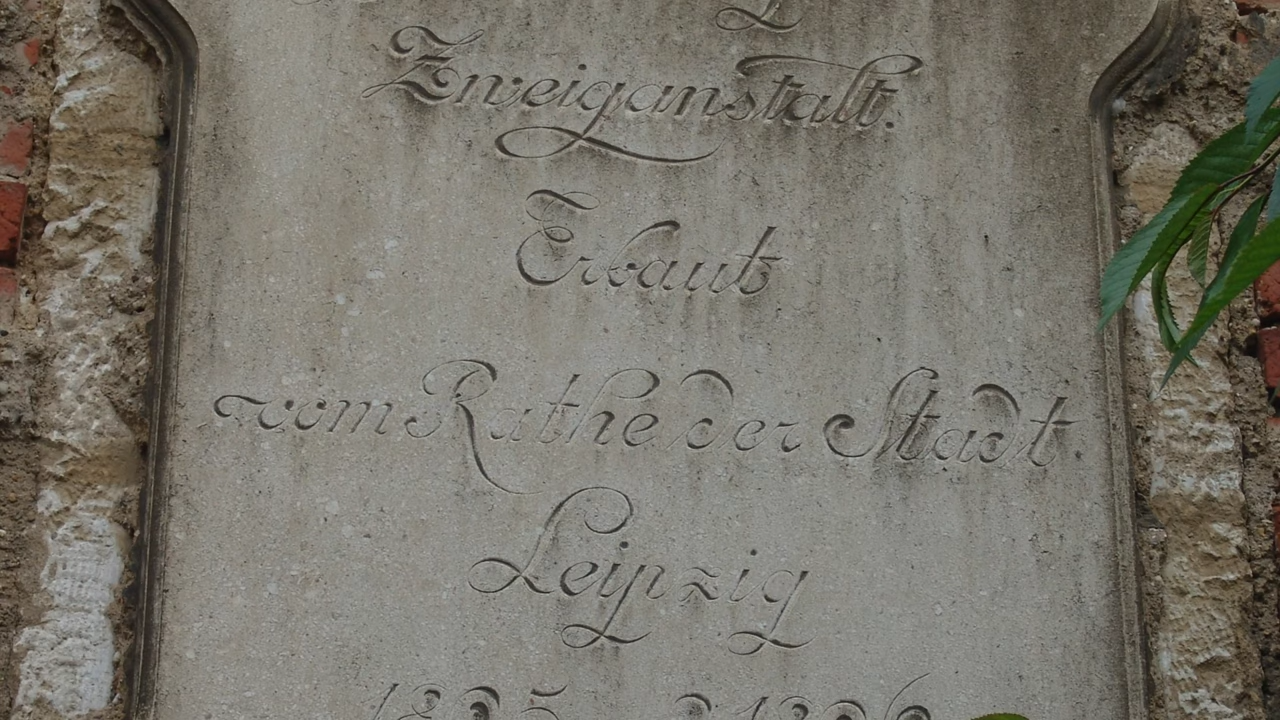 Zweiganstalt.
Erbaut
vom Rathe der Stadt.
Leipzig